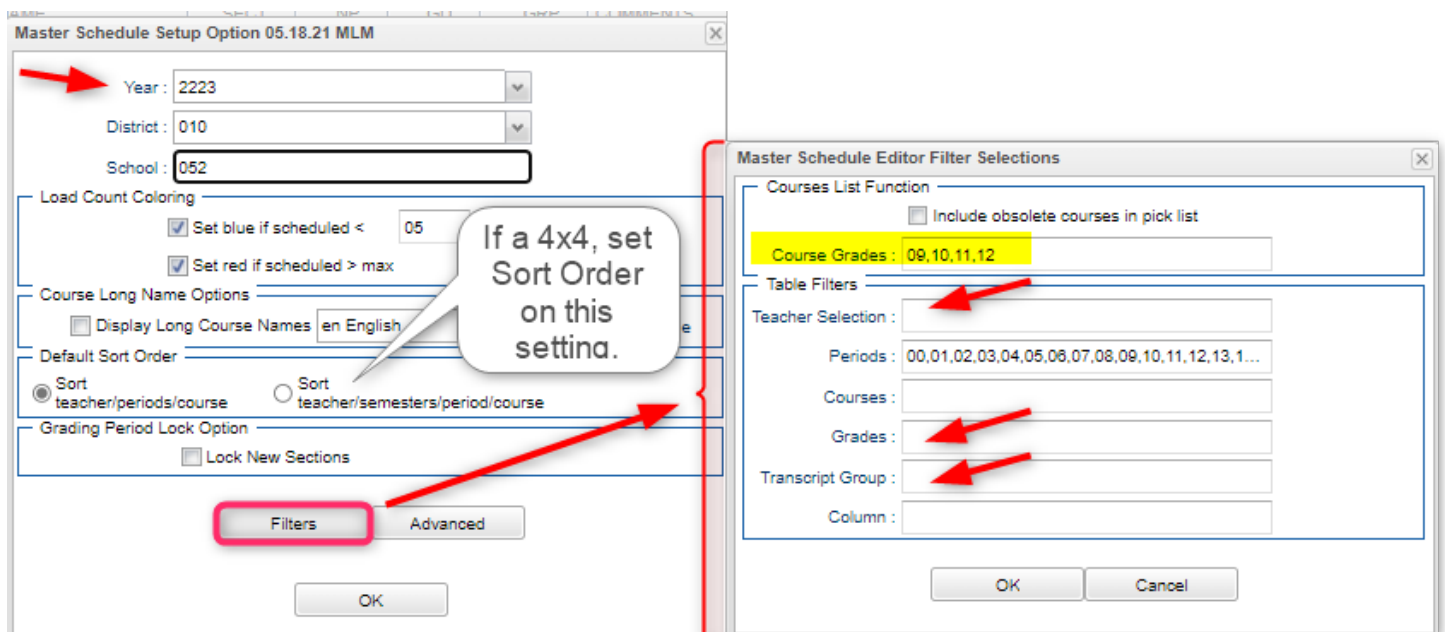 Master Schedule Setup Option 05.18.21 MLM
Year : 2223
District : 010
School : 052
Load Count Coloring
Set blue if scheduled < 05
Set red if scheduled > max
Course Long Name Options
Display Long Course Names en English e
Default Sort Order
Sort teacher/periods/course
Sort teacher/semesters/period/course
Grading Period Lock Option
Lock New Sections
Filters Advanced
OK
If a 4x4, set
Sort Order
on this
setting.
Master Schedule Editor Filter Selections
Courses List Function
Include obsolete courses in pick list
Course Grades : 09,10,11,12
Table Filters
Teacher Selection :
Periods : 00,01,02,03,04,05,06,07,08,09,10,11,12,13,1...
Courses :
Grades :
Transcript Group :
Column :
OK Cancel